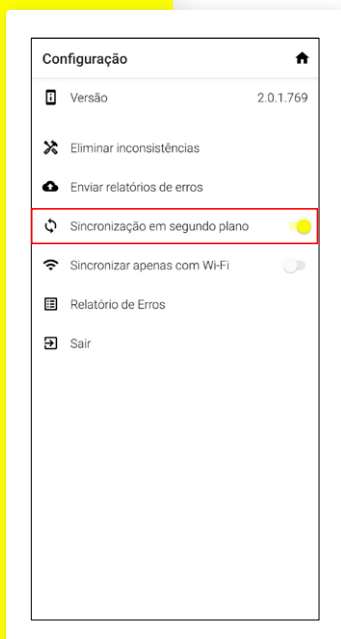 Configuração
Versão 2.0.1.769
Eliminar inconsistências
Enviar relatórios de erros
Sincronização em segundo plano
Sincronizar apenas com Wi-Fi
Relatório de Erros
Sair